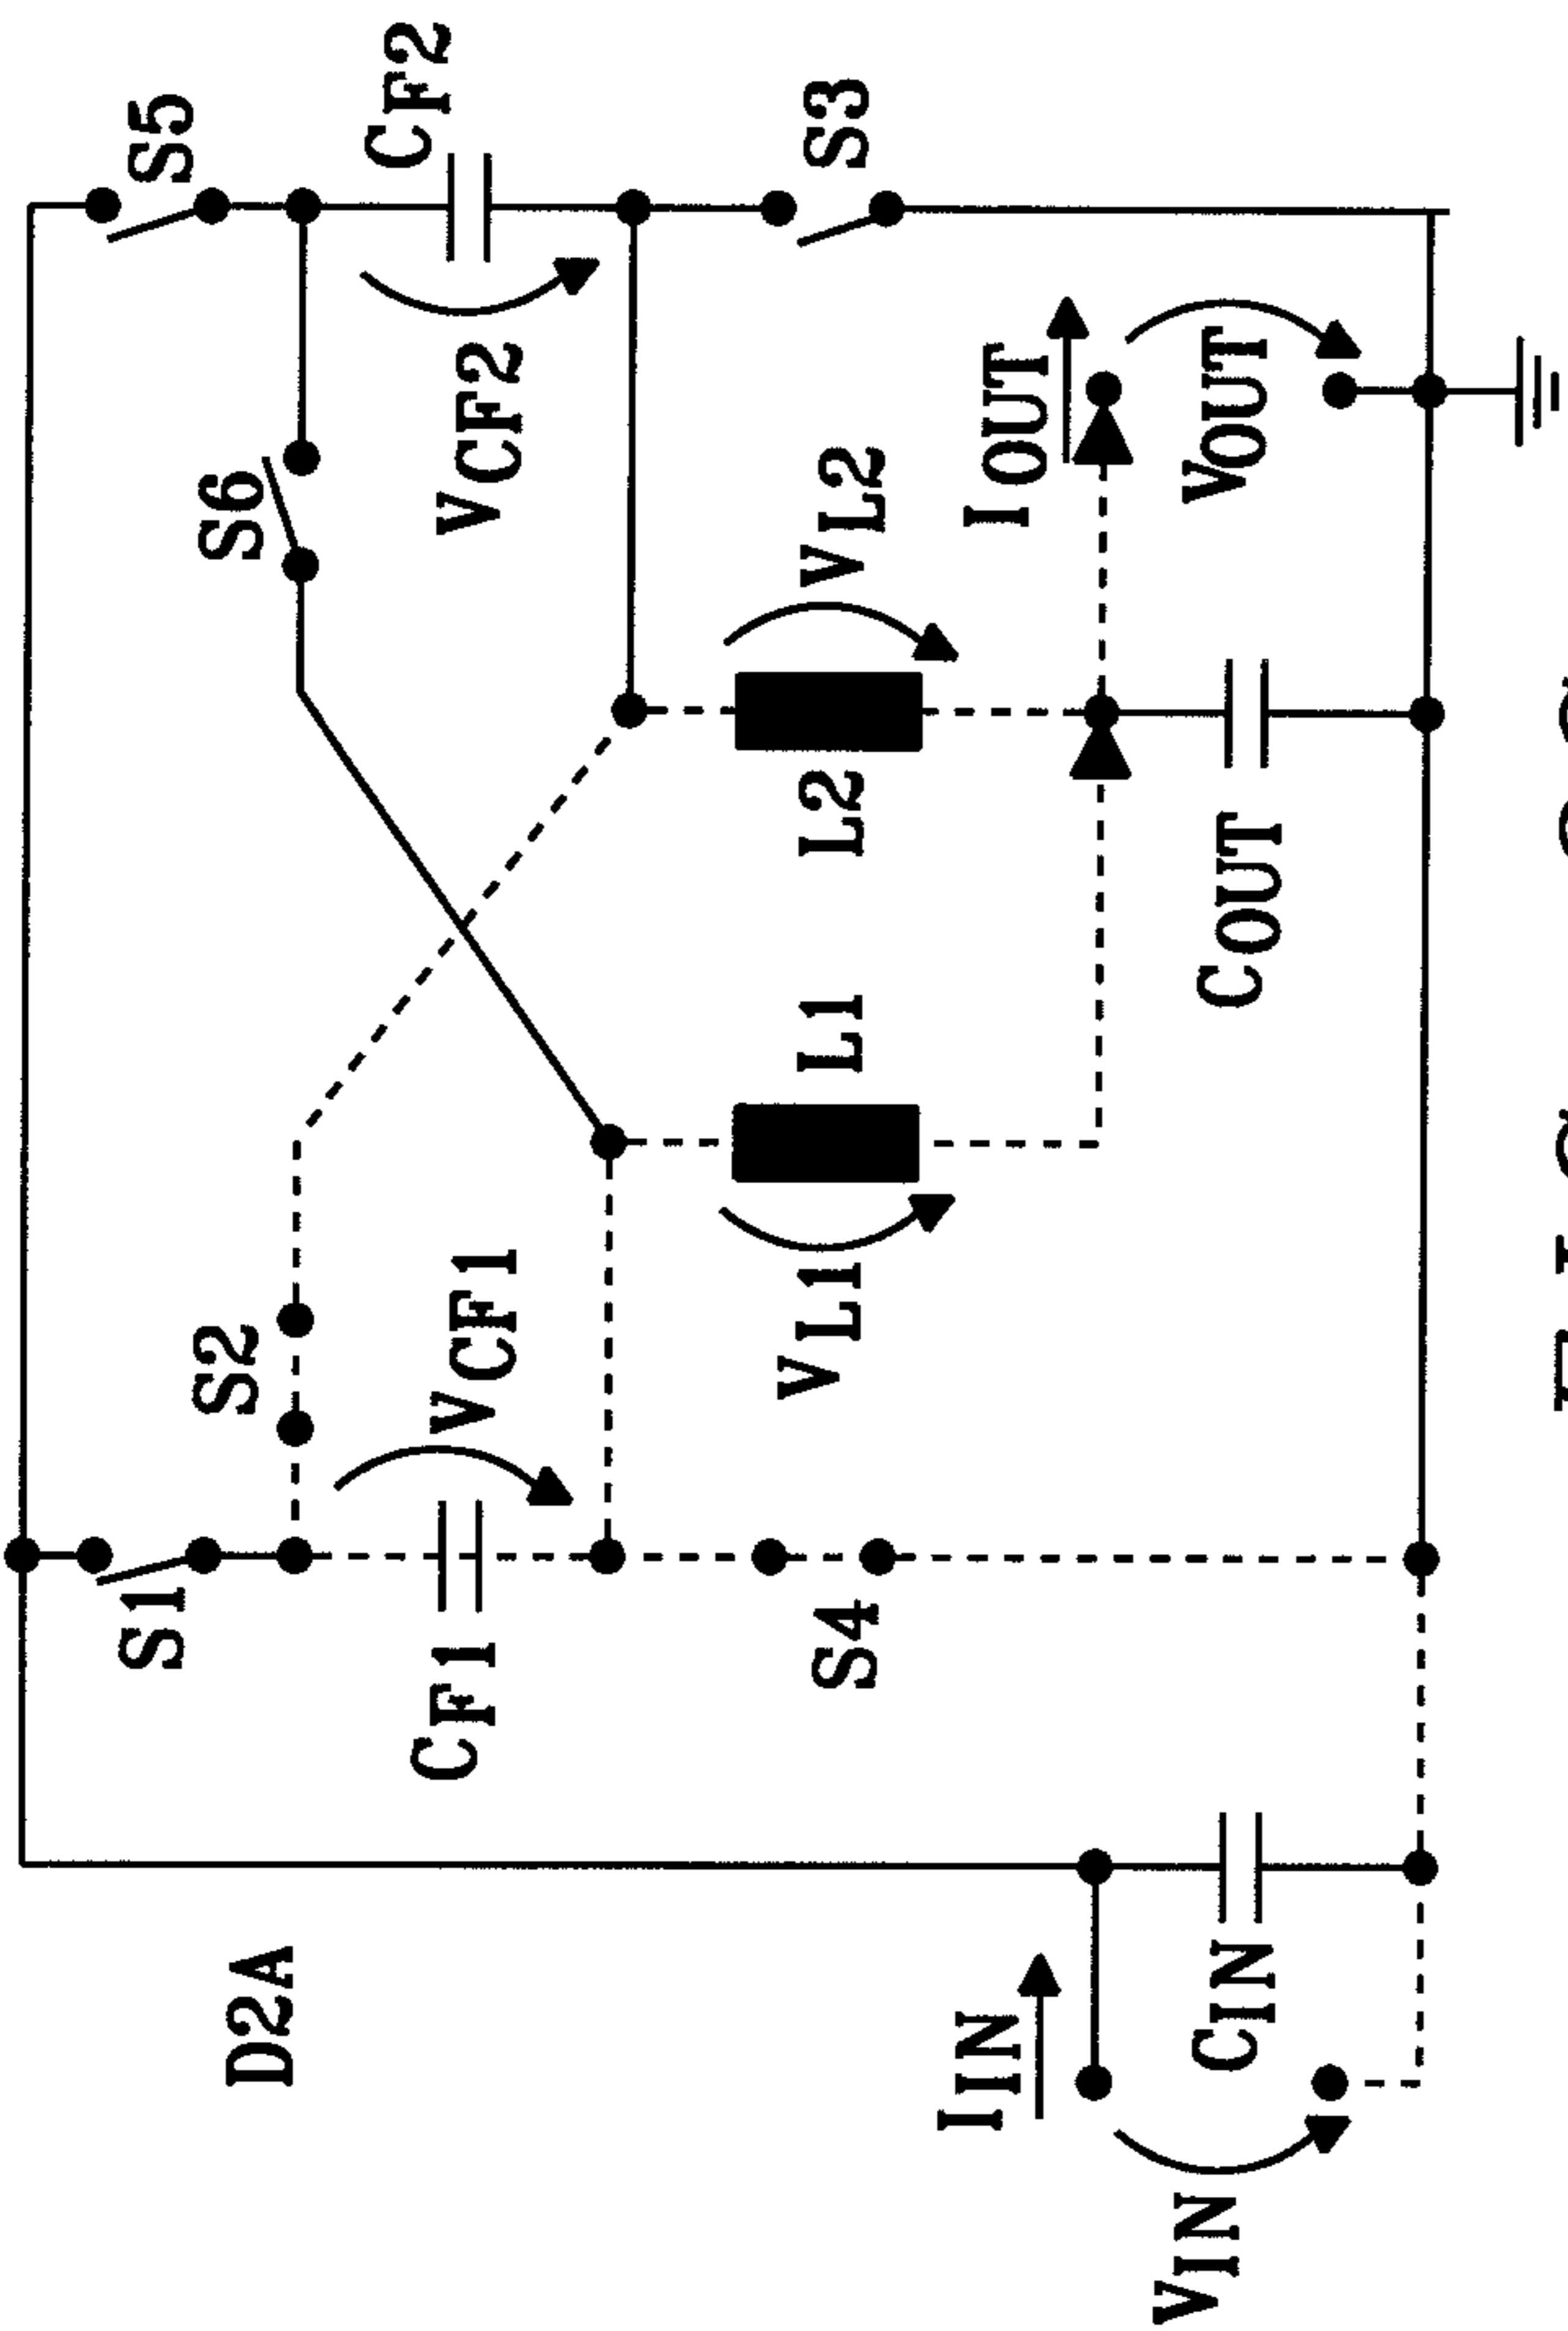 D2A
S1
S2
S6
S5
CF1
VCF1
VCF2
CF2
S4
VL1
L1
L2
VL2
S3
IIN
IOUT
VIN
CIN
COUT
VOUT